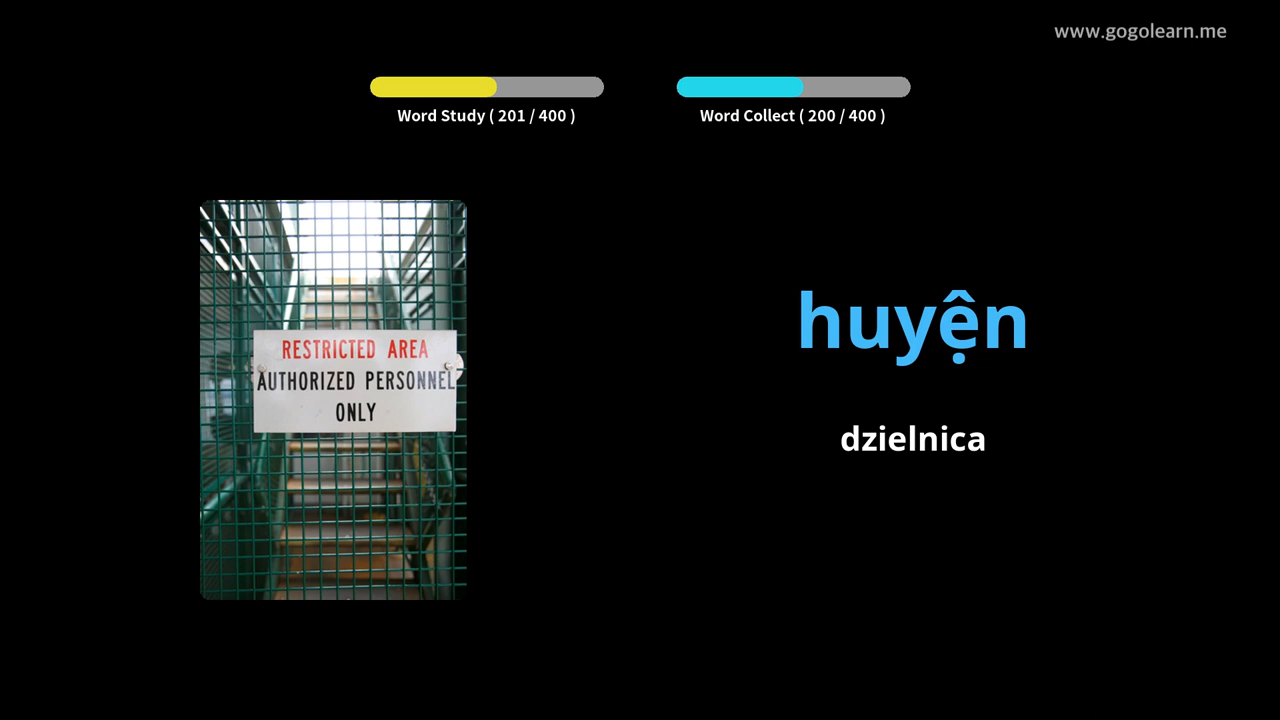 www.gogolearn.me
Word Study ( 201 / 400 )
Word Collect ( 200 / 400 )
RESTRICTED AREA
AUTHORIZED PERSONNEL
ONLY
huyện
dzielnica